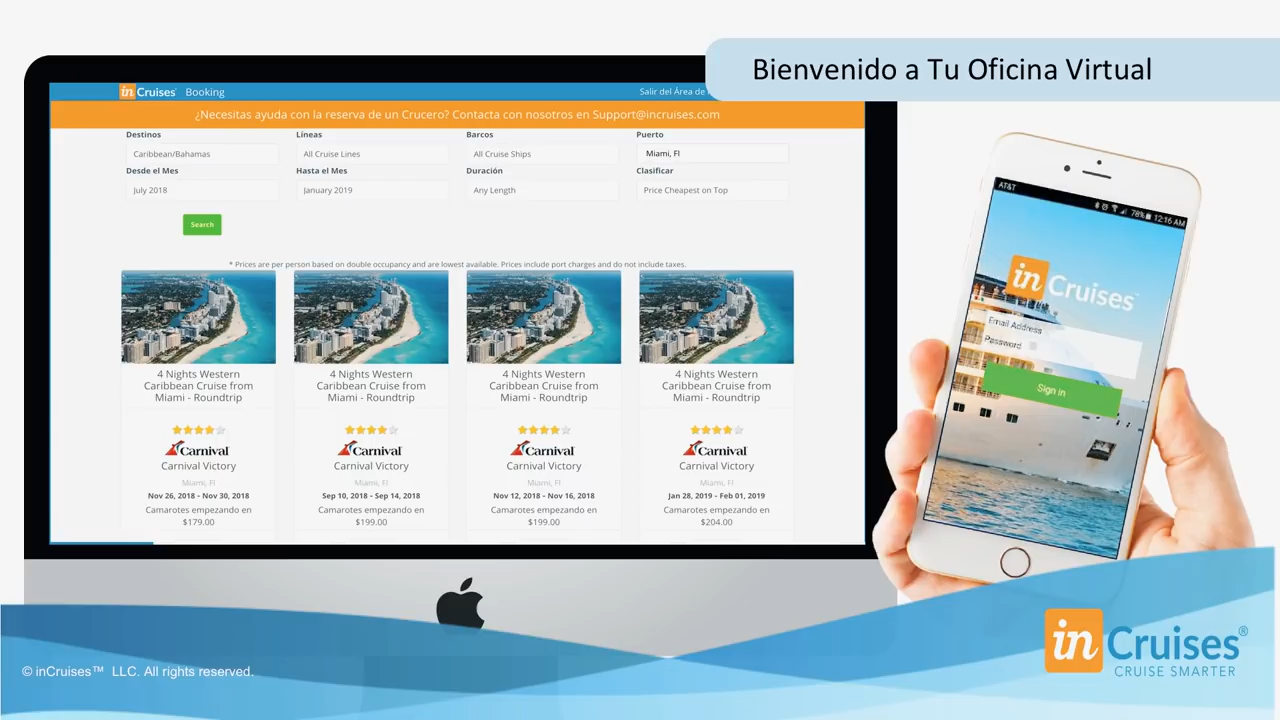 Bienvenido a Tu Oficina Virtual
inCruises® Booking
Salir del Área de
¿Necesitas ayuda con la reserva de un Crucero? Contacta con nosotros en Support@incruises.com
Destinos Líneas Barcos Puerto
Caribbean/Bahamas All Cruise Lines All Cruise Ships Miami, Fl
Desde el Mes Hasta el Mes Duración Clasificar
July 2018 January 2019 Any Length Price Cheapest on Top
Search
* Prices are per person based on double occupancy and are lowest available. Prices include port charges and do not include taxes.
4 Nights Western
Caribbean Cruise from
Miami - Roundtrip
Carnival
Carnival Victory
Miami, Fl
Nov 26, 2018 - Nov 30, 2018
Camarotes empezando en
$179.00
4 Nights Western
Caribbean Cruise from
Miami - Roundtrip
Carnival
Carnival Victory
Miami, Fl
Sep 10, 2018 - Sep 14, 2018
Camarotes empezando en
$199.00
4 Nights Western
Caribbean Cruise from
Miami - Roundtrip
Carnival
Carnival Victory
Miami, Fl
Nov 12, 2018 - Nov 16, 2018
Camarotes empezando en
$199.00
4 Nights Western
Caribbean Cruise from
Miami - Roundtrip
Carnival
Carnival Victory
Miami, Fl
Jan 28, 2019 - Feb 01, 2019
Camarotes empezando en
$204.00
AT&T 78% 12:16 AM
inCruises™
Email Address
Password
Sign in
© inCruises™ LLC. All rights reserved.
inCruises®
CRUISE SMARTER